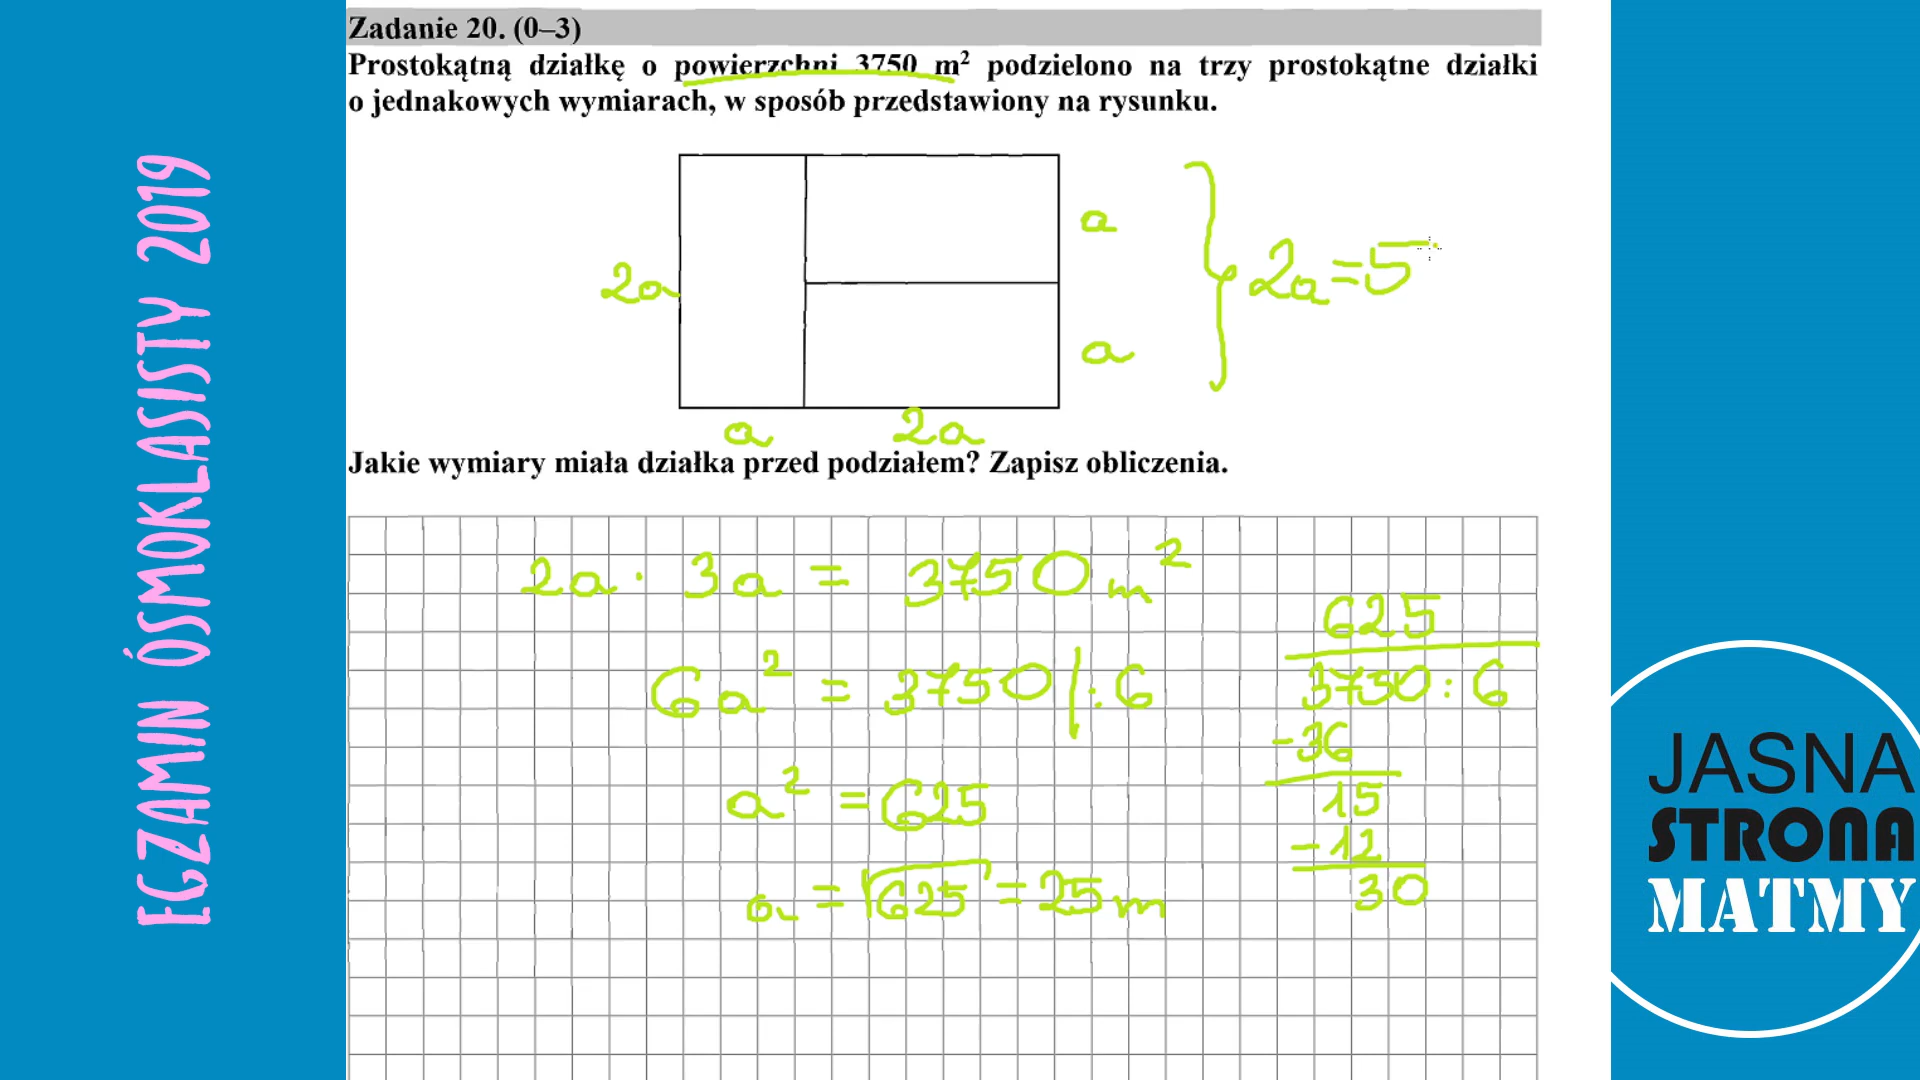 EGZAMIN ÓSMOKLASISTY 2019
Zadanie 20. (0–3)
Prostokątną działkę o powierzchni 3750 m² podzielono na trzy prostokątne działki
o jednakowych wymiarach, w sposób przedstawiony na rysunku.
a
2a
2a=5
a
a
2a
Jakie wymiary miała działka przed podziałem? Zapisz obliczenia.
2a · 3a = 3750 m²
6a² = 3750 |:6
a² = 625
a = √625 = 25 m
625
3750 : 6
-36
15
-12
30
JASNA
STRONA
MATMY